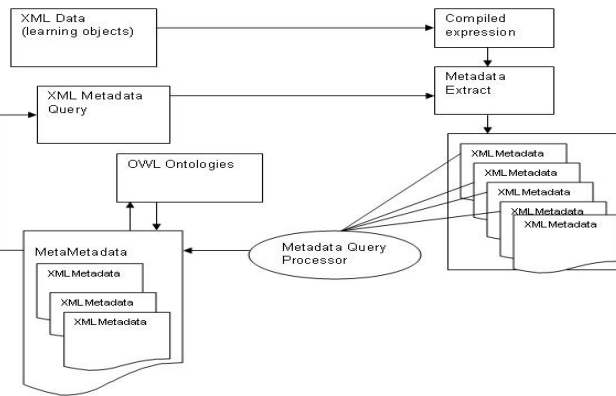 XML Data
(learning objects)
Compiled
expression
XML Metadata
Query
Metadata
Extract
OWL Ontologies
XMLMetadata
XMLMetadata
XMLMetadata
XMLMetadata
XMLMetadata
MetaMetadata
XMLMetadata
XMLMetadata
XMLMetadata
Metadata Query
Processor